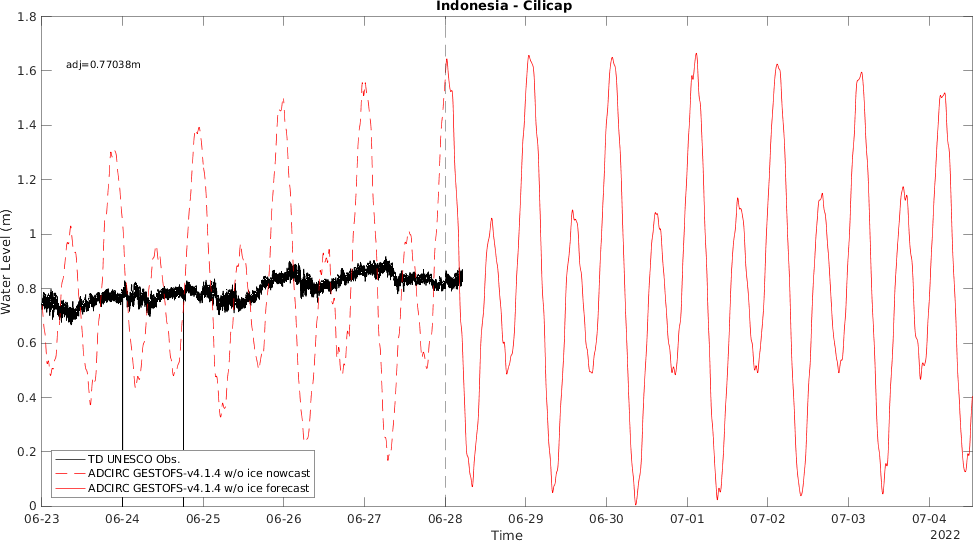 Indonesia - Cilicap
1.8
1.6
1.4
1.2
1
0.8
0.6
0.4
0.2
0
Water Level (m)
adj=0.77038m
TD UNESCO Obs.
ADCIRC GESTOFS-v4.1.4 w/o ice nowcast
ADCIRC GESTOFS-v4.1.4 w/o ice forecast
06-23 06-24 06-25 06-26 06-27 06-28 06-29 06-30 07-01 07-02 07-03 07-04
2022
Time